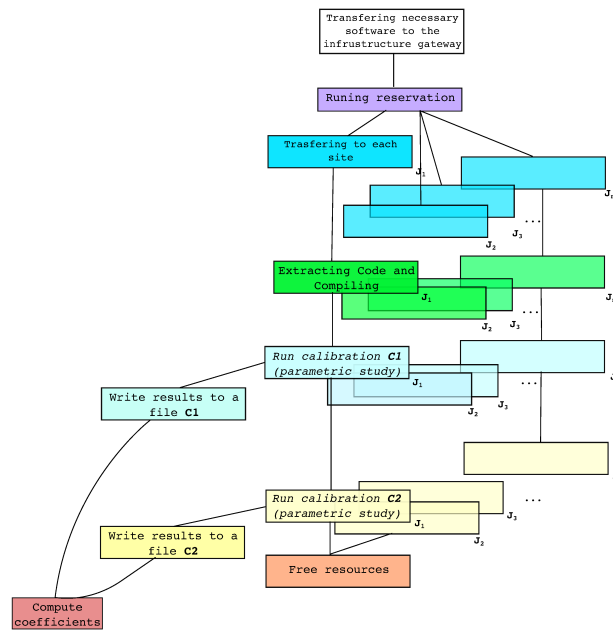 Transfering necessary
software to the
infrustructure gateway
Runing reservation
Trasfering to each
site
J1
J2
J3
...
Extracting Code and
Compiling
J1
J2
J3
...
Run calibration C1
(parametric study)
J1
J2
J3
...
Write results to a
file C1
Run calibration C2
(parametric study)
J1
J2
J3
...
Write results to a
file C2
Free resources
Compute
coefficients